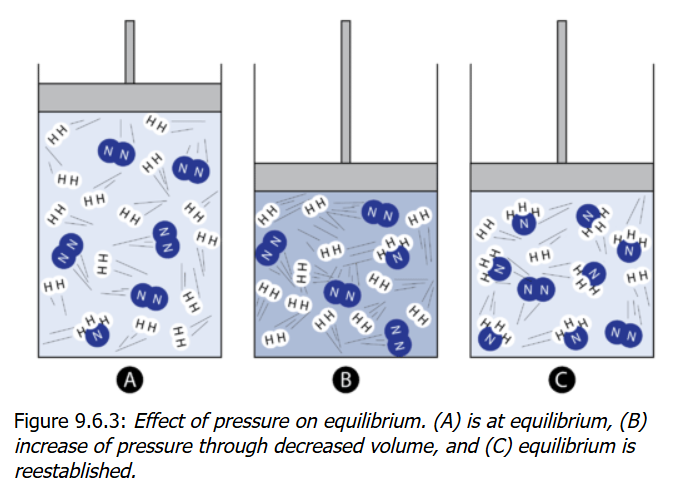 H H
H H
N N
H H
N N
H H
H H
H H
H H
H H
N N
H H
N N
H H
H H
N N
H H
H H H
N
H H
H H
A
H H
H H
N N
H H
N N
H H
H H H
N
H H
H H
H H
N N
H H
H H
H H
H H
N N
H H
B
H H H
N
N
H H H
H H
H H H
N
H H
H H H
N
N
H H H
H H
N N
H H H
N
H H H
N
N N
C
Figure 9.6.3: Effect of pressure on equilibrium. (A) is at equilibrium, (B)
increase of pressure through decreased volume, and (C) equilibrium is
reestablished.